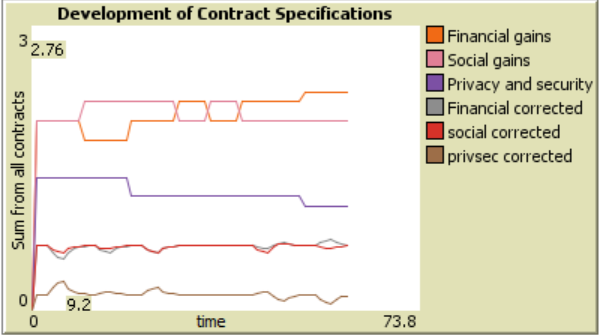 Development of Contract Specifications
3
2.76
Sum from all contracts
0
9.2
0
time
73.8
Financial gains
Social gains
Privacy and security
Financial corrected
social corrected
privsec corrected